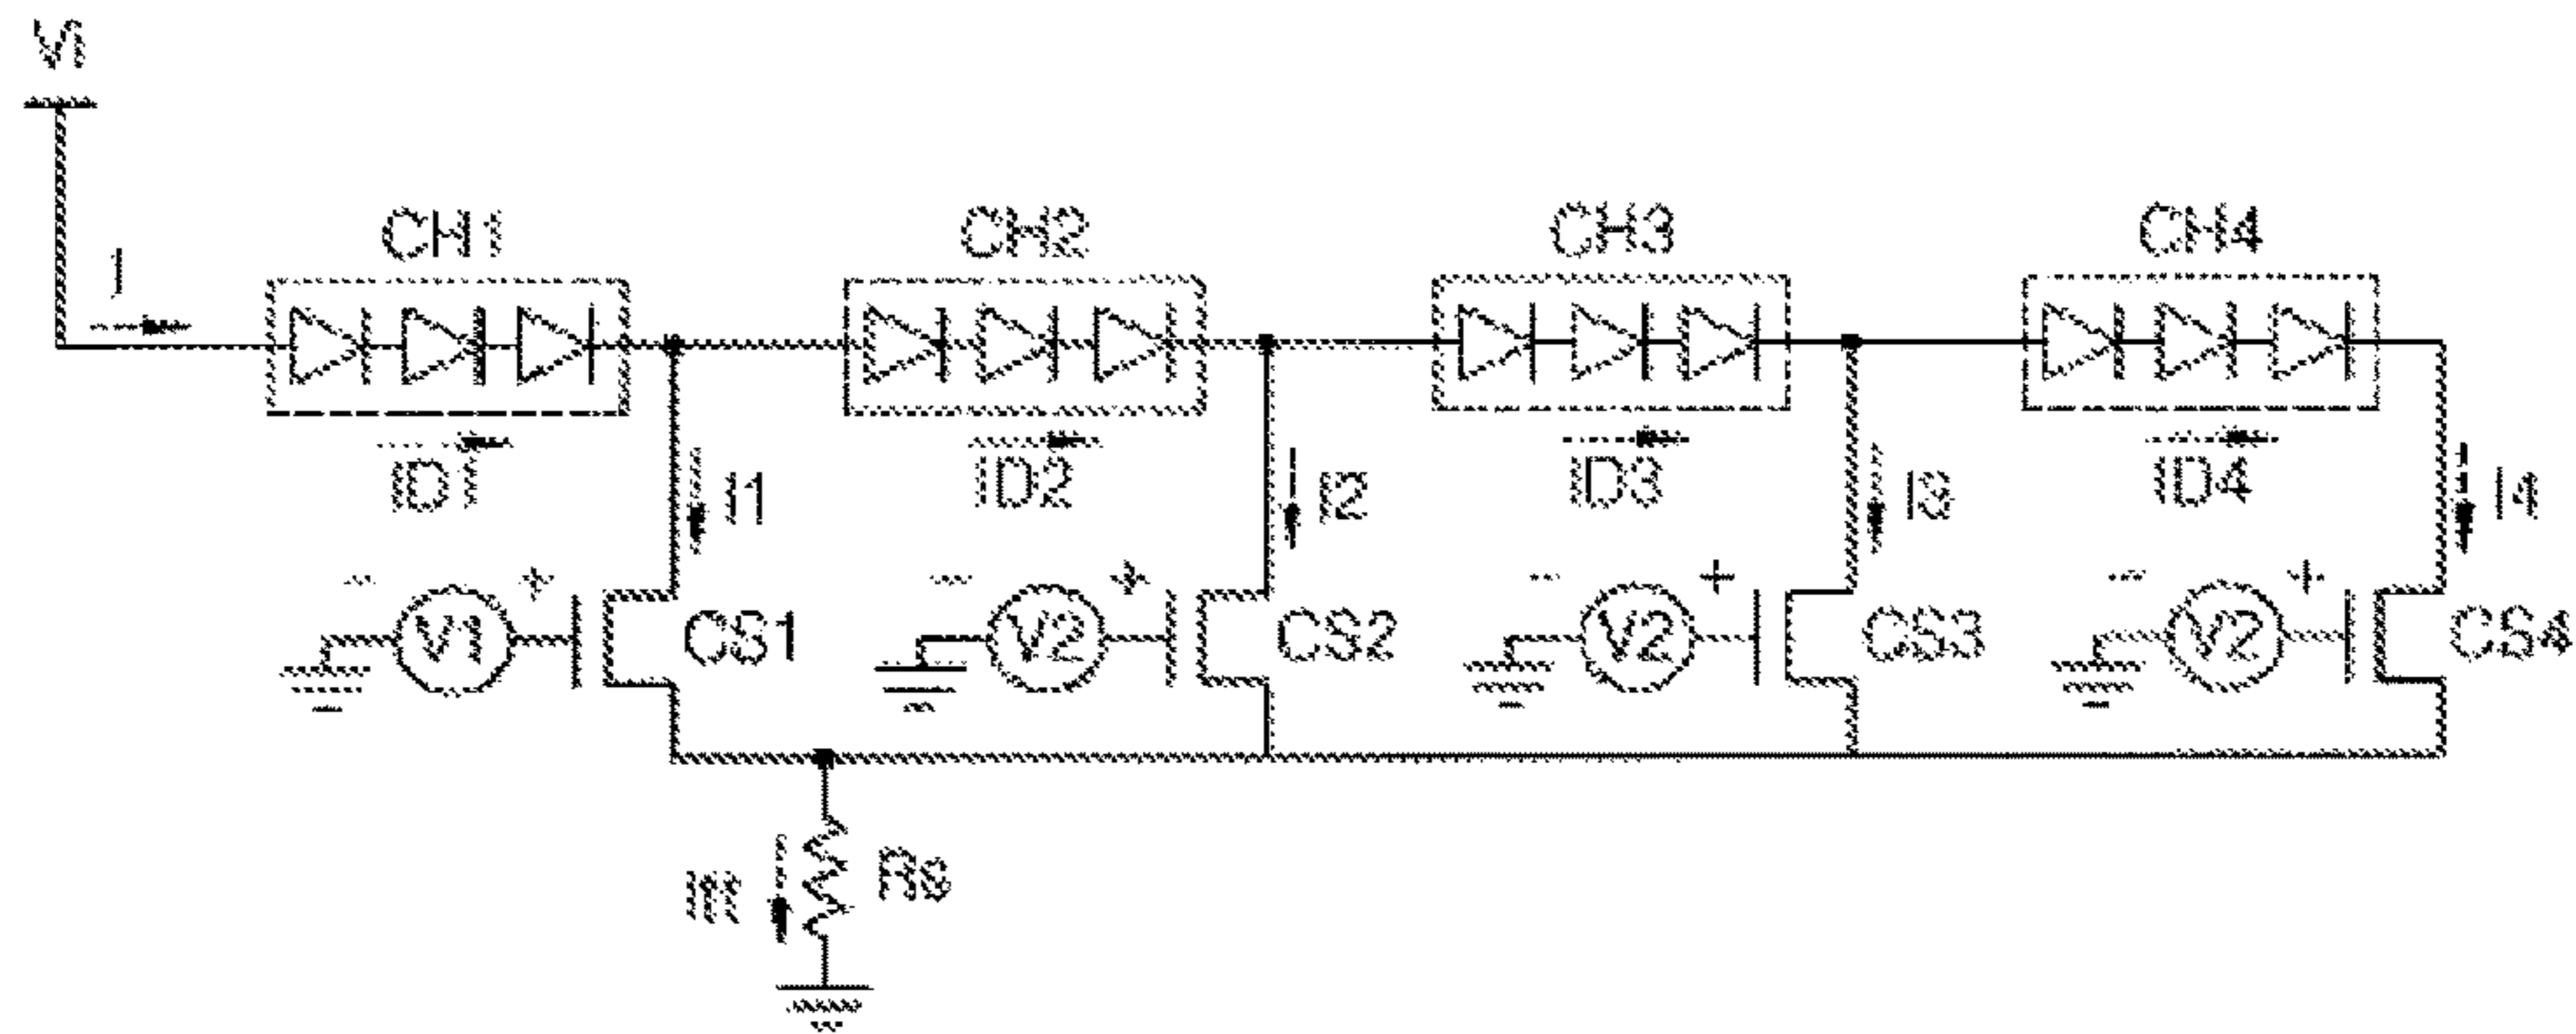 Vi
CH1 CH2 CH3 CH4
I
ID1 ID2 ID3 ID4
I1 I2 I3 I4
- + - + - + - +
V1 CS1 V2 CS2 V2 CS3 V2 CS4
Rs